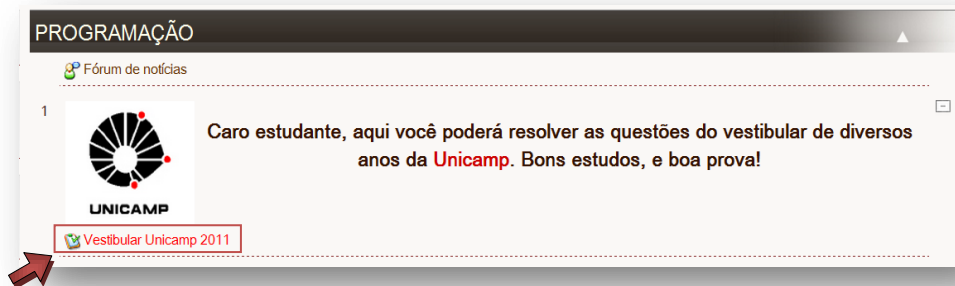 PROGRAMAÇÃO
Fórum de notícias
1
Caro estudante, aqui você poderá resolver as questões do vestibular de diversos
anos da Unicamp. Bons estudos, e boa prova!
UNICAMP
Vestibular Unicamp 2011